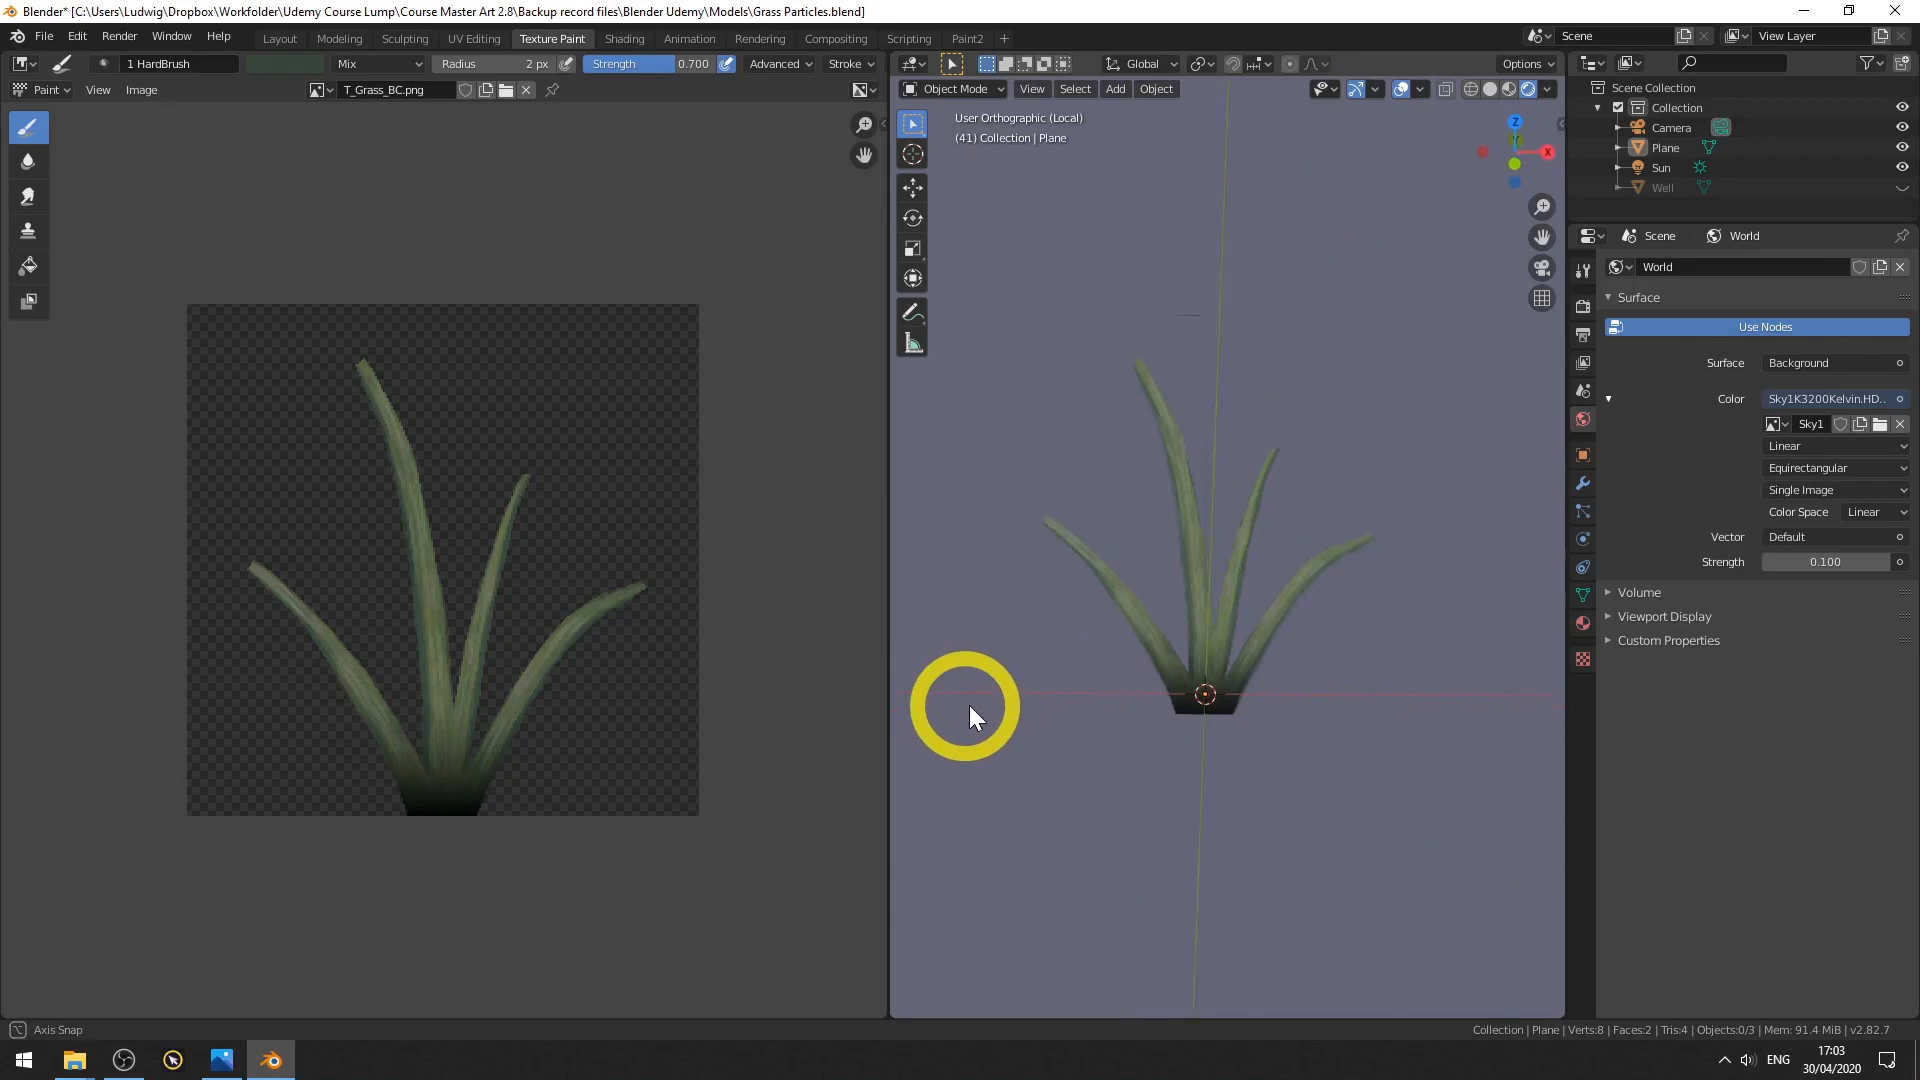 Blender* [C:\Users\Ludwig\Dropbox\Workfolder\Udemy Course Lump\Course Master Art 2.8\Backup record files\Blender Udemy\Models\Grass Particles.blend]
File Edit Render Window Help Layout Modeling Sculpting UV Editing Texture Paint Shading Animation Rendering Compositing Scripting Paint2 + Scene View Layer
1 HardBrush Mix Radius 2 px Strength 0.700 Advanced Stroke Global Options
Paint View Image T_Grass_BC.png Object Mode View Select Add Object
Scene Collection
Collection
Camera
Plane
Sun
Well
User Orthographic (Local)
(41) Collection | Plane
Z
X
Scene World
World
Surface
Use Nodes
Surface Background
Color Sky1K3200Kelvin.HD..
Sky1
Linear
Equirectangular
Single Image
Color Space Linear
Vector Default
Strength 0.100
Volume
Viewport Display
Custom Properties
Axis Snap
Collection | Plane | Verts:8 | Faces:2 | Tris:4 | Objects:0/3 | Mem: 91.4 MiB | v2.82.7
ENG
17:03
30/04/2020